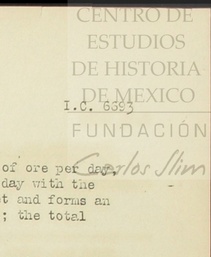 CENTRO DE
ESTUDIOS
DE HISTORIA
DE MEXICO
I.C. 6693
FUNDACIÓN
Carlos Slim
of ore per day.
day with the
t and forms an
; the total